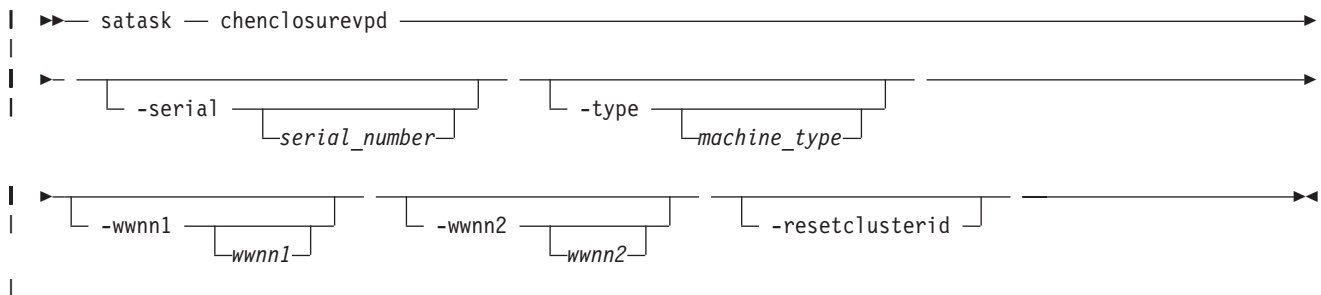 satask chenclosurevpd
-serial -type
serial_number machine_type
-wwnn1 -wwnn2 -resetclusterid
wwnn1 wwnn2